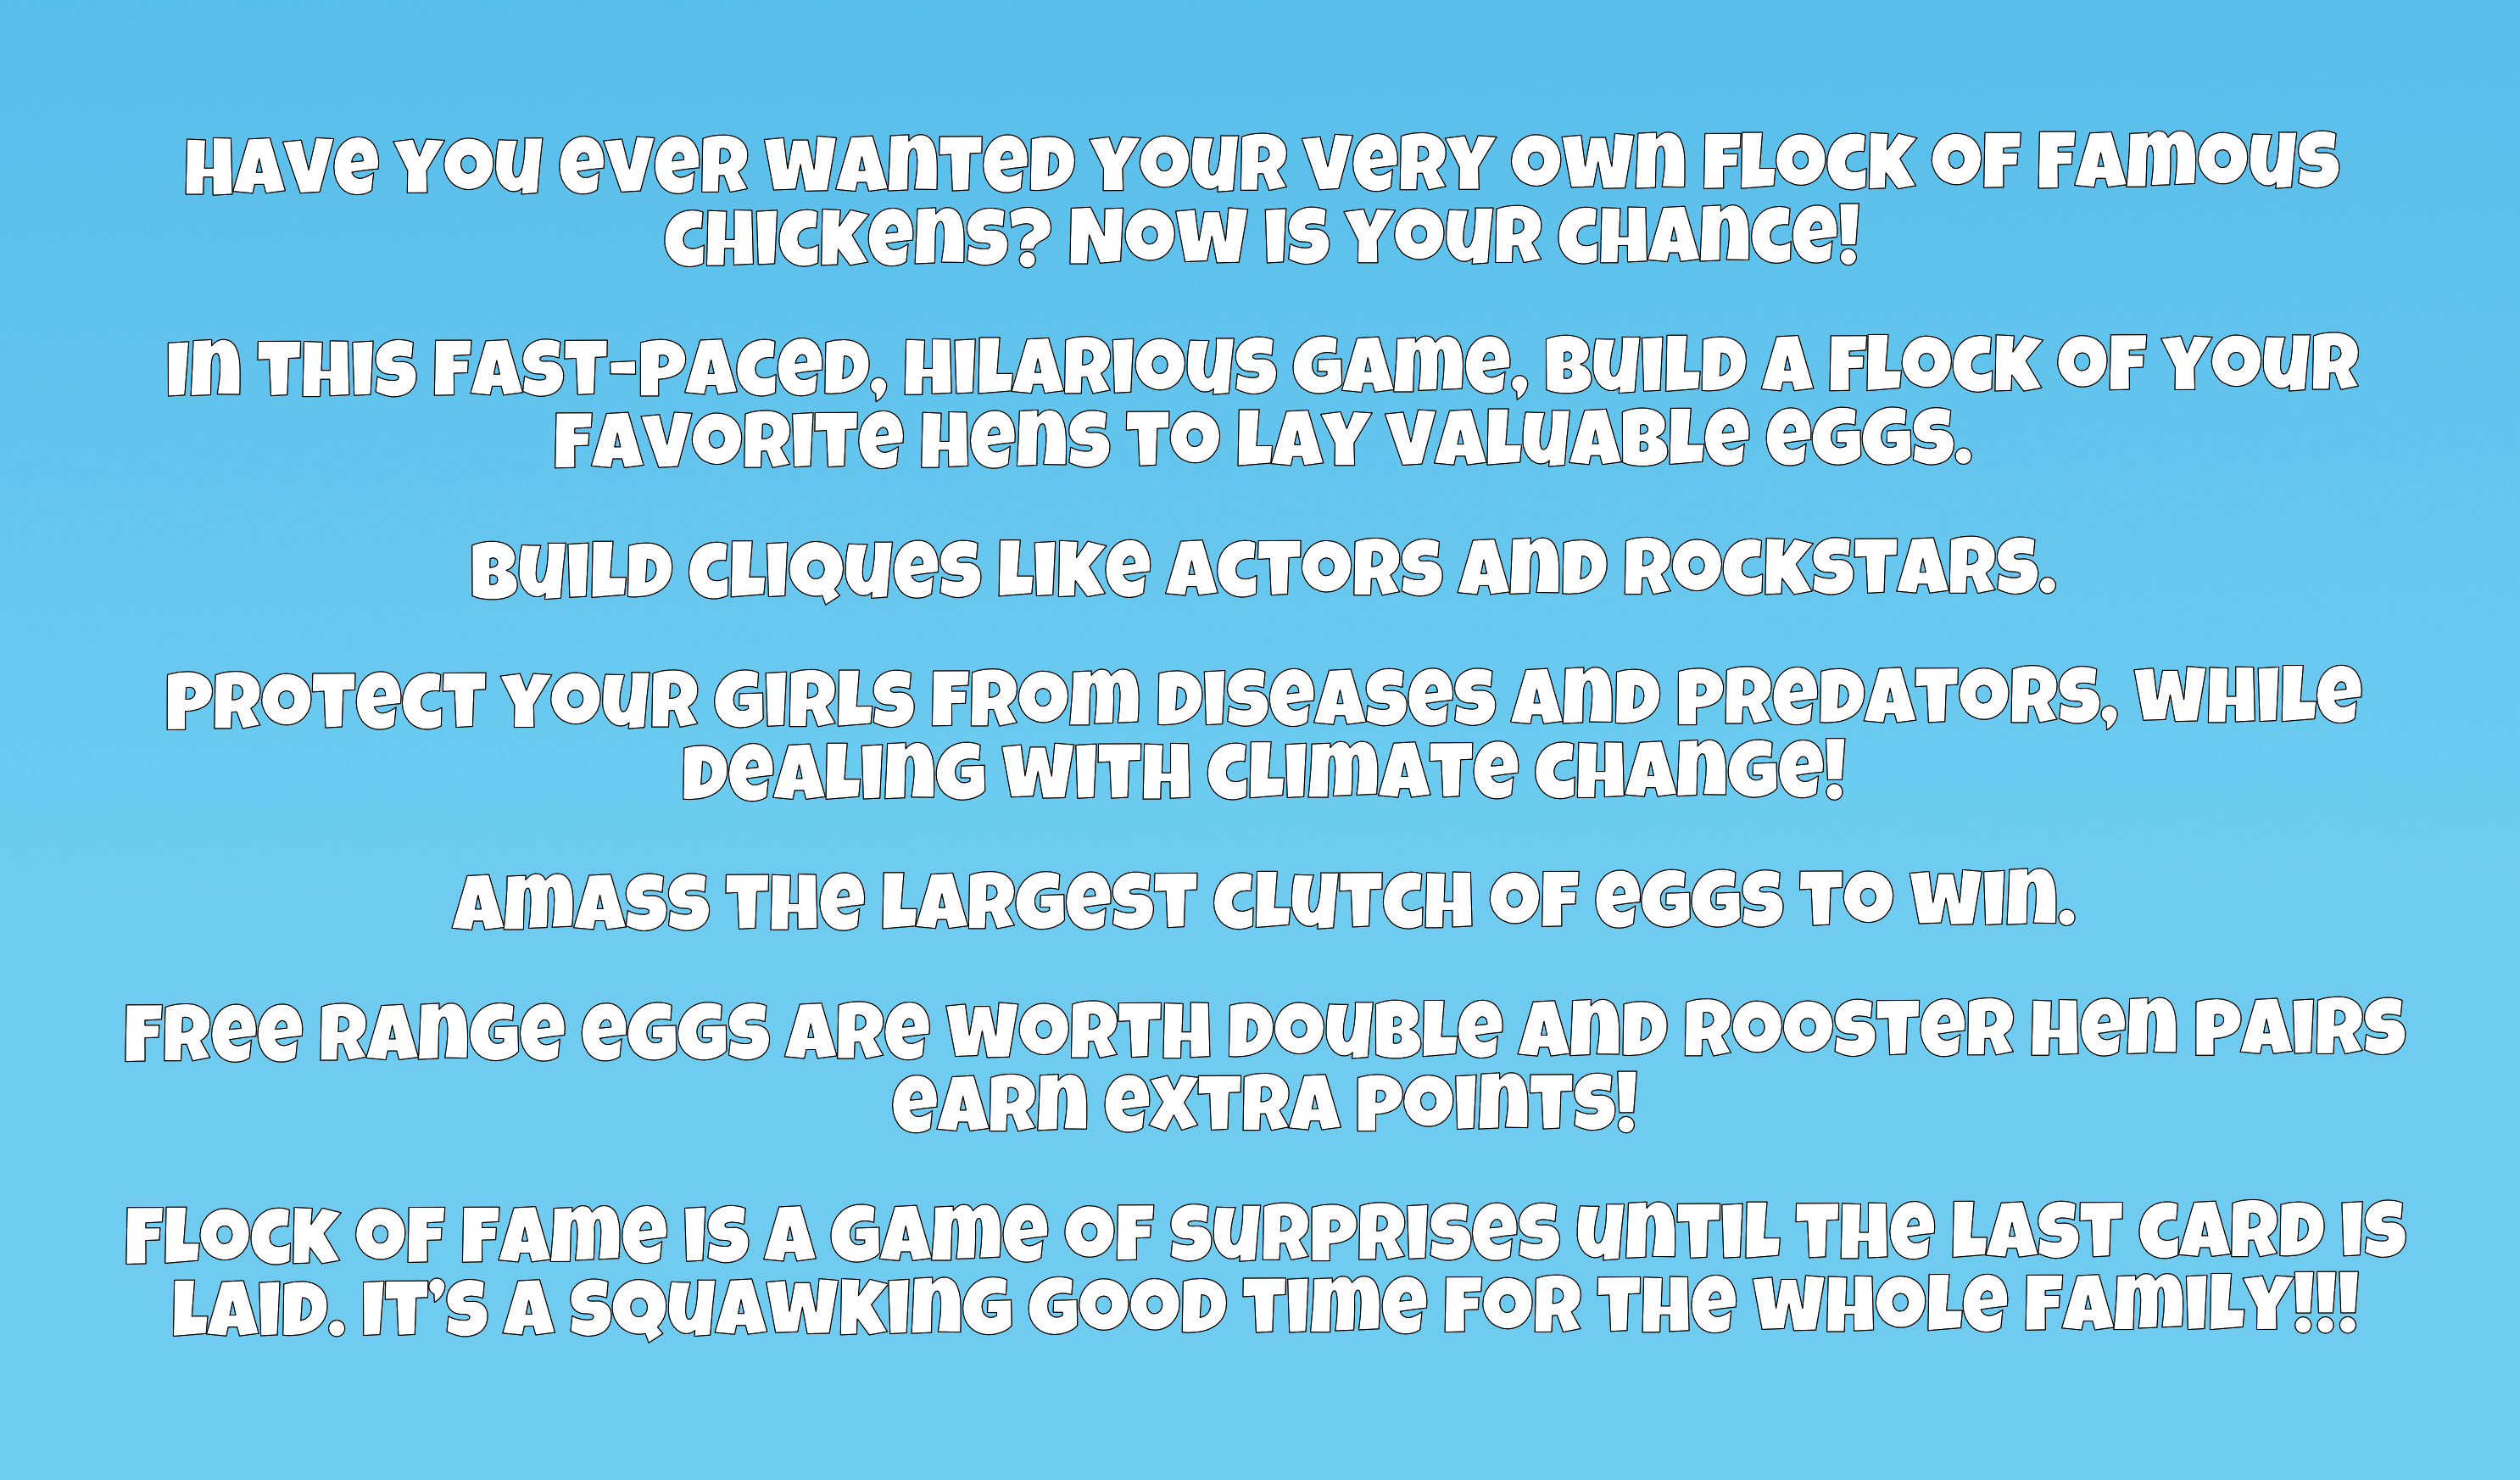 Have you ever wanted your very own flock of famous
chickens? Now is your chance!
In this fast-paced, hilarious game, build a flock of your
favorite hens to lay valuable eggs.
Build cliques like actors and rockstars.
Protect your girls from diseases and predators, while
dealing with climate change!
Amass the largest clutch of eggs to win.
Free range eggs are worth double and rooster hen pairs
earn extra points!
Flock of Fame is a game of surprises until the last card is
laid. It’s a squawking good time for the whole family!!!